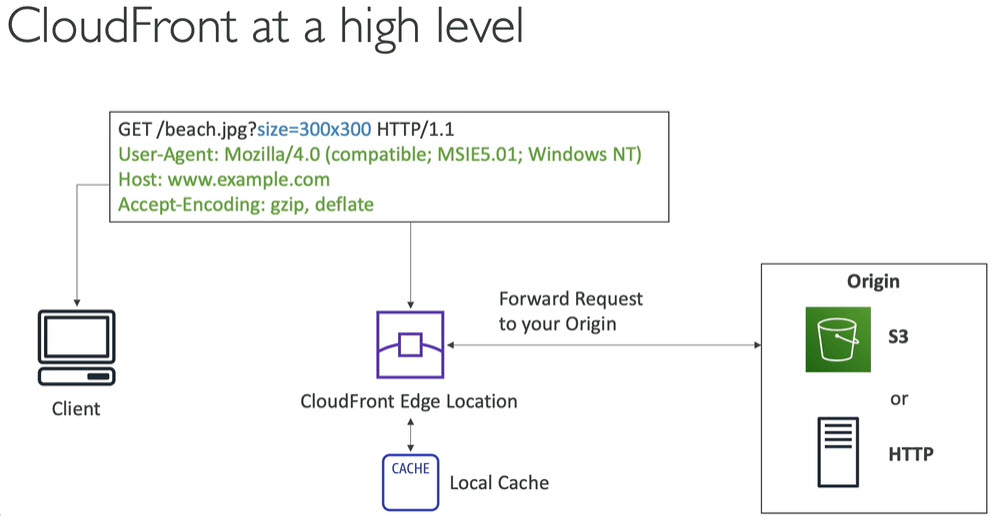 CloudFront at a high level
GET /beach.jpg?size=300x300 HTTP/1.1
User-Agent: Mozilla/4.0 (compatible; MSIE5.01; Windows NT)
Host: www.example.com
Accept-Encoding: gzip, deflate
Client
CloudFront Edge Location
CACHE
Local Cache
Forward Request
to your Origin
Origin
S3
or
HTTP